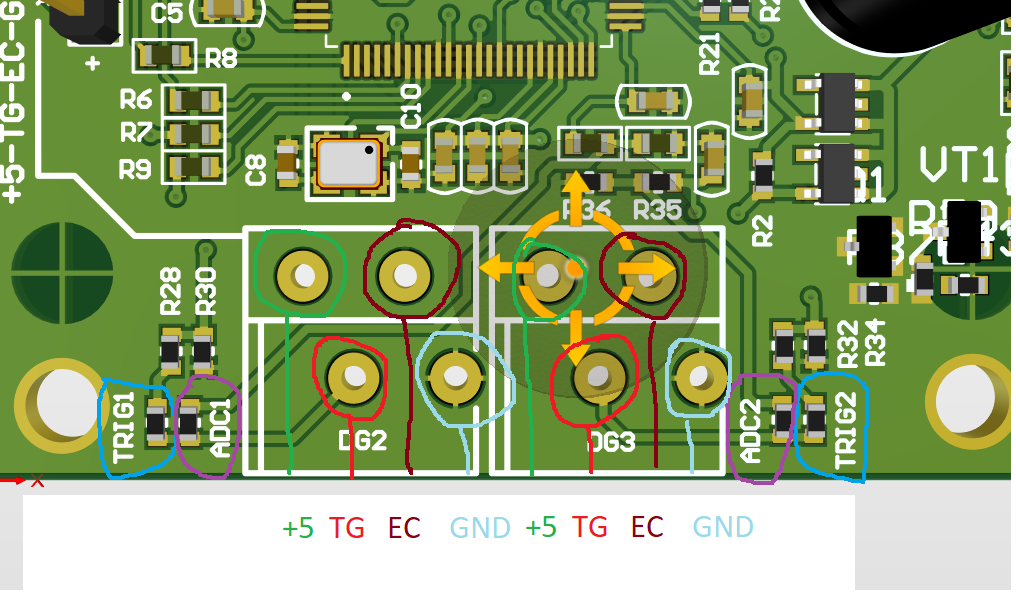 C5
R8
+
R21
+5-TG-EC-G
R6
R7
R9
C10
C8
R36
R35
R2
VT1
R28
R30
R32
R34
TRIG1
ADC1
DG2
DG3
ADC2
TRIG2
+5 TG EC GND +5 TG EC GND